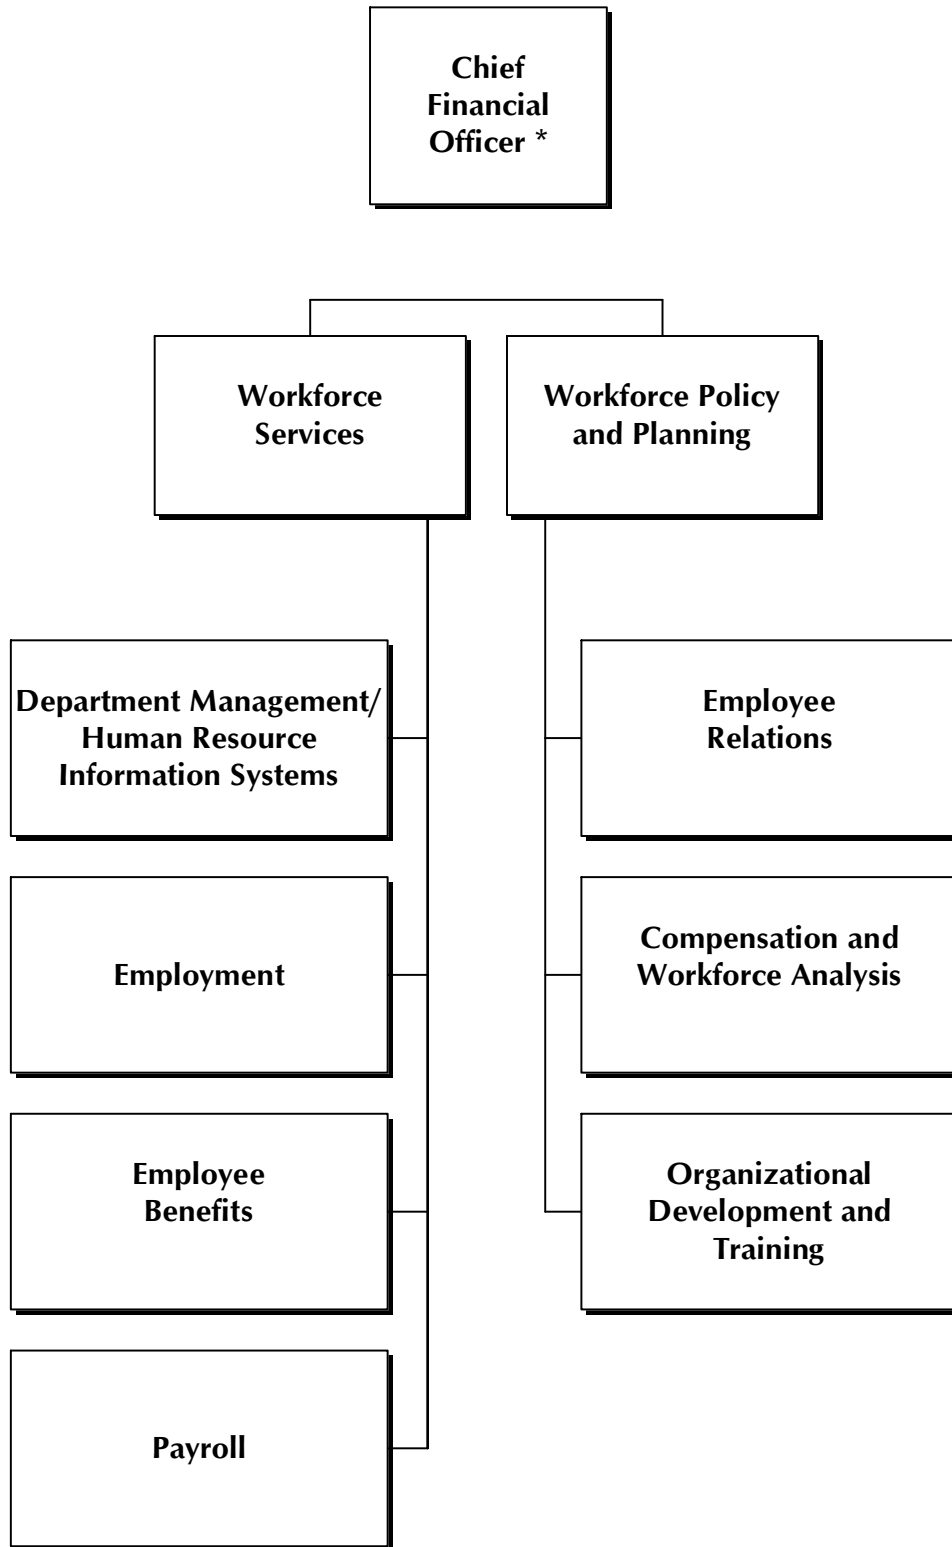 Chief
Financial
Officer *
Workforce
Services
Workforce Policy
and Planning
Department Management/
Human Resource
Information Systems
Employment
Employee
Benefits
Payroll
Employee
Relations
Compensation and
Workforce Analysis
Organizational
Development and
Training